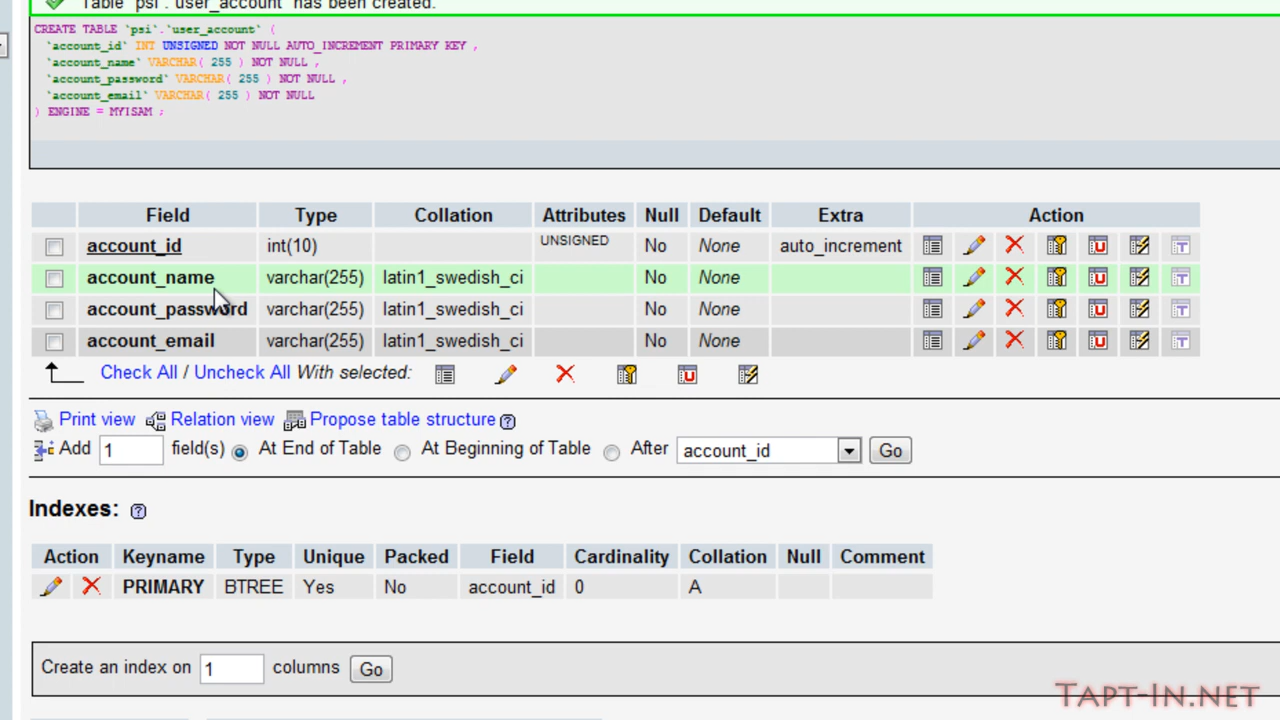 Table `psi`.`user_account` has been created.
CREATE TABLE `psi`.`user_account` (
`account_id` INT UNSIGNED NOT NULL AUTO_INCREMENT PRIMARY KEY ,
`account_name` VARCHAR( 255 ) NOT NULL ,
`account_password` VARCHAR( 255 ) NOT NULL ,
`account_email` VARCHAR( 255 ) NOT NULL
) ENGINE = MYISAM ;
Field Type Collation Attributes Null Default Extra Action
account_id int(10) UNSIGNED No None auto_increment
account_name varchar(255) latin1_swedish_ci No None
account_password varchar(255) latin1_swedish_ci No None
account_email varchar(255) latin1_swedish_ci No None
Check All / Uncheck All With selected:
Print view Relation view Propose table structure
Add 1 field(s) At End of Table At Beginning of Table After account_id Go
Indexes:
Action Keyname Type Unique Packed Field Cardinality Collation Null Comment
PRIMARY BTREE Yes No account_id 0 A
Create an index on 1 columns Go
Tapt-In.net